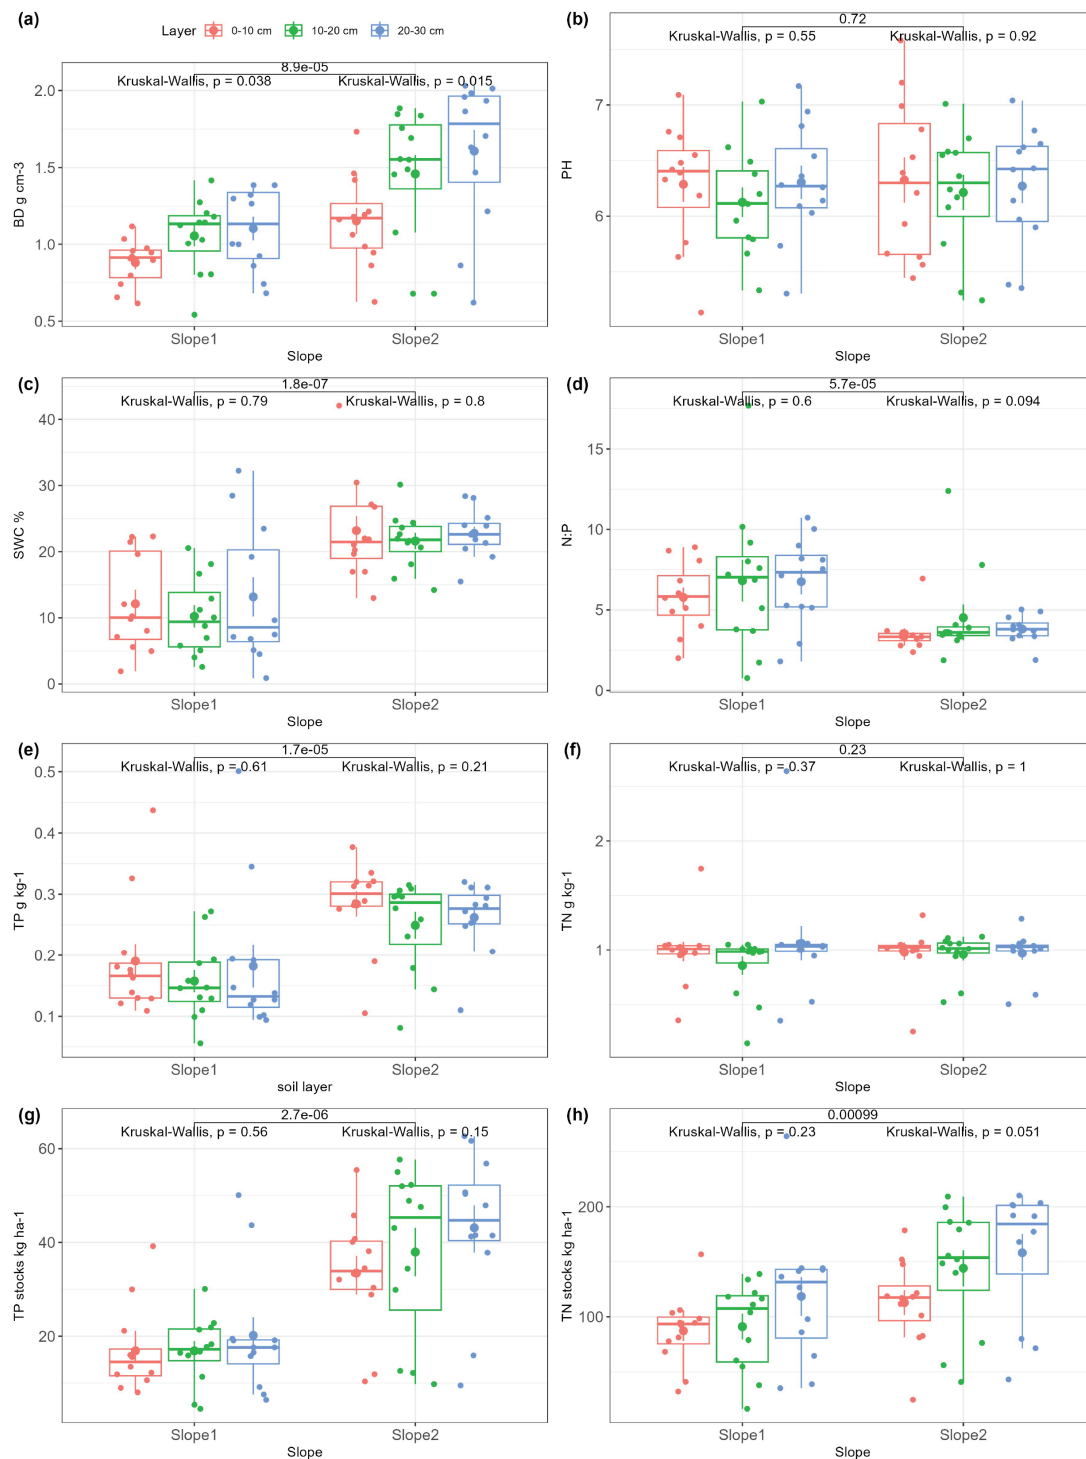 (a)
Layer 0-10 cm 10-20 cm 20-30 cm
8.9e-05
Kruskal-Wallis, p = 0.038 Kruskal-Wallis, p = 0.015
BD g cm-3
2.0
1.5
1.0
0.5
Slope1 Slope2
Slope
(b)
0.72
Kruskal-Wallis, p = 0.55 Kruskal-Wallis, p = 0.92
PH
7
6
Slope1 Slope2
Slope
(c)
1.8e-07
Kruskal-Wallis, p = 0.79 Kruskal-Wallis, p = 0.8
SWC %
40
30
20
10
0
Slope1 Slope2
Slope
(d)
5.7e-05
Kruskal-Wallis, p = 0.6 Kruskal-Wallis, p = 0.094
N:P
15
10
5
0
Slope1 Slope2
Slope
(e)
1.7e-05
Kruskal-Wallis, p = 0.61 Kruskal-Wallis, p = 0.21
TP g kg-1
0.5
0.4
0.3
0.2
0.1
Slope1 Slope2
soil layer
(f)
0.23
Kruskal-Wallis, p = 0.37 Kruskal-Wallis, p = 1
TN g kg-1
2
1
Slope1 Slope2
Slope
(g)
2.7e-06
Kruskal-Wallis, p = 0.56 Kruskal-Wallis, p = 0.15
TP stocks kg ha-1
60
40
20
Slope1 Slope2
Slope
(h)
0.00099
Kruskal-Wallis, p = 0.23 Kruskal-Wallis, p = 0.051
TN stocks kg ha-1
200
100
Slope1 Slope2
Slope